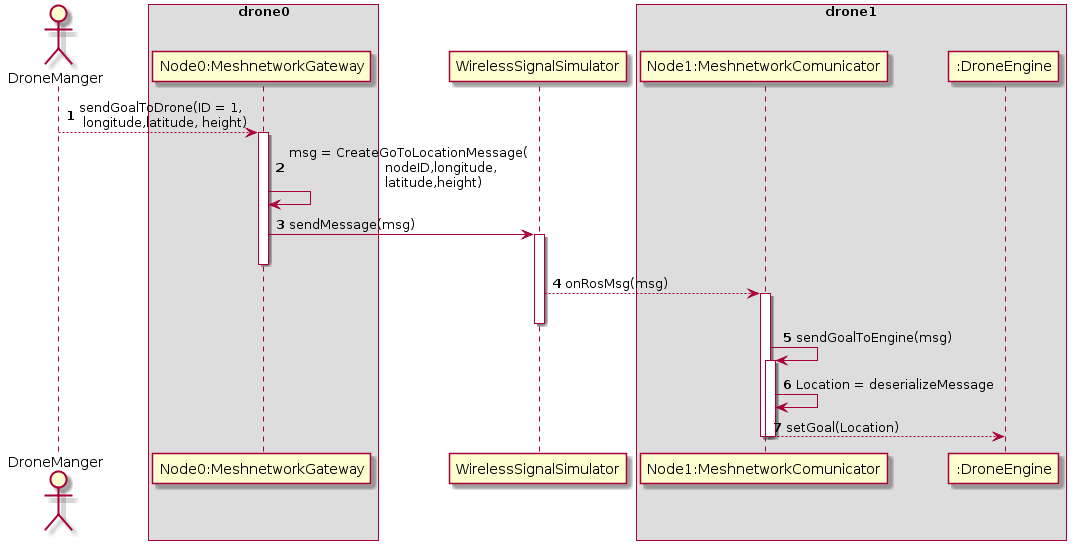 drone0
drone1
DroneManger
Node0:MeshnetworkGateway
WirelessSignalSimulator
Node1:MeshnetworkComunicator
:DroneEngine
1 sendGoalToDrone(ID = 1,
longitude,latitude, height)
msg = CreateGoToLocationMessage(
2 nodeID,longitude,
latitude,height)
3 sendMessage(msg)
4 onRosMsg(msg)
5 sendGoalToEngine(msg)
6 Location = deserializeMessage
7 setGoal(Location)
DroneManger
Node0:MeshnetworkGateway
WirelessSignalSimulator
Node1:MeshnetworkComunicator
:DroneEngine